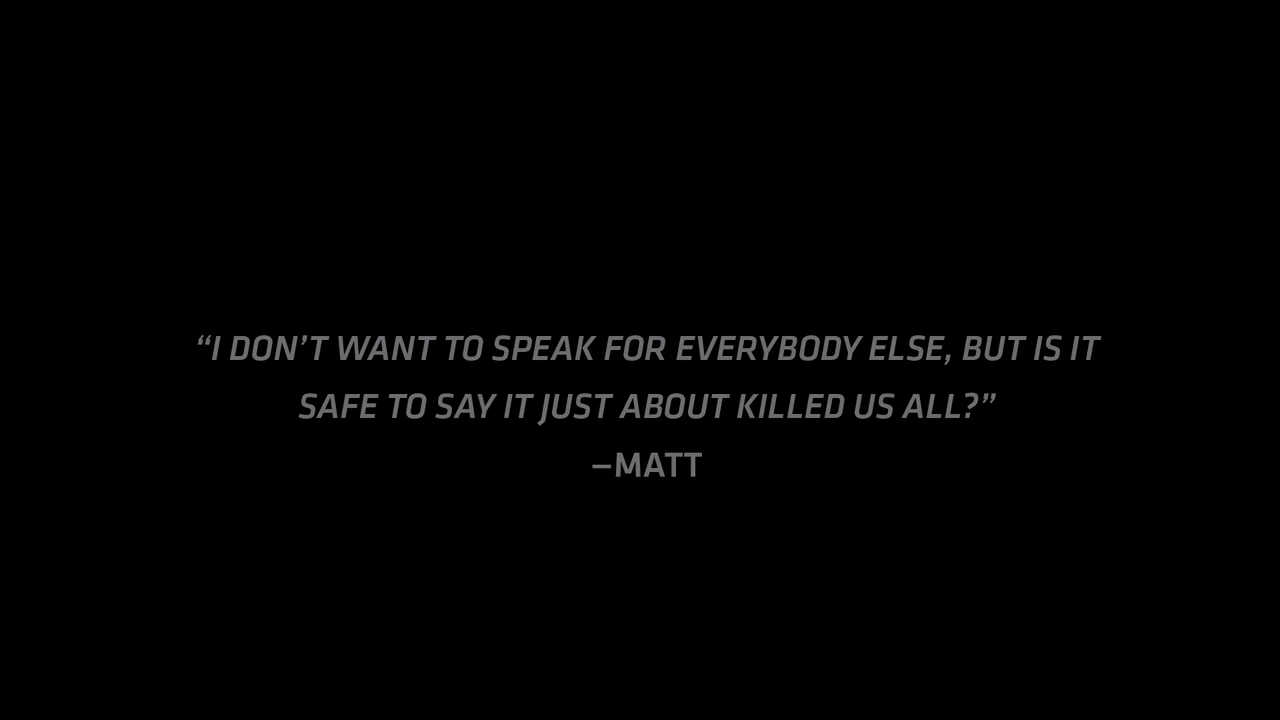 “I DON’T WANT TO SPEAK FOR EVERYBODY ELSE, BUT IS IT
SAFE TO SAY IT JUST ABOUT KILLED US ALL?”
–MATT